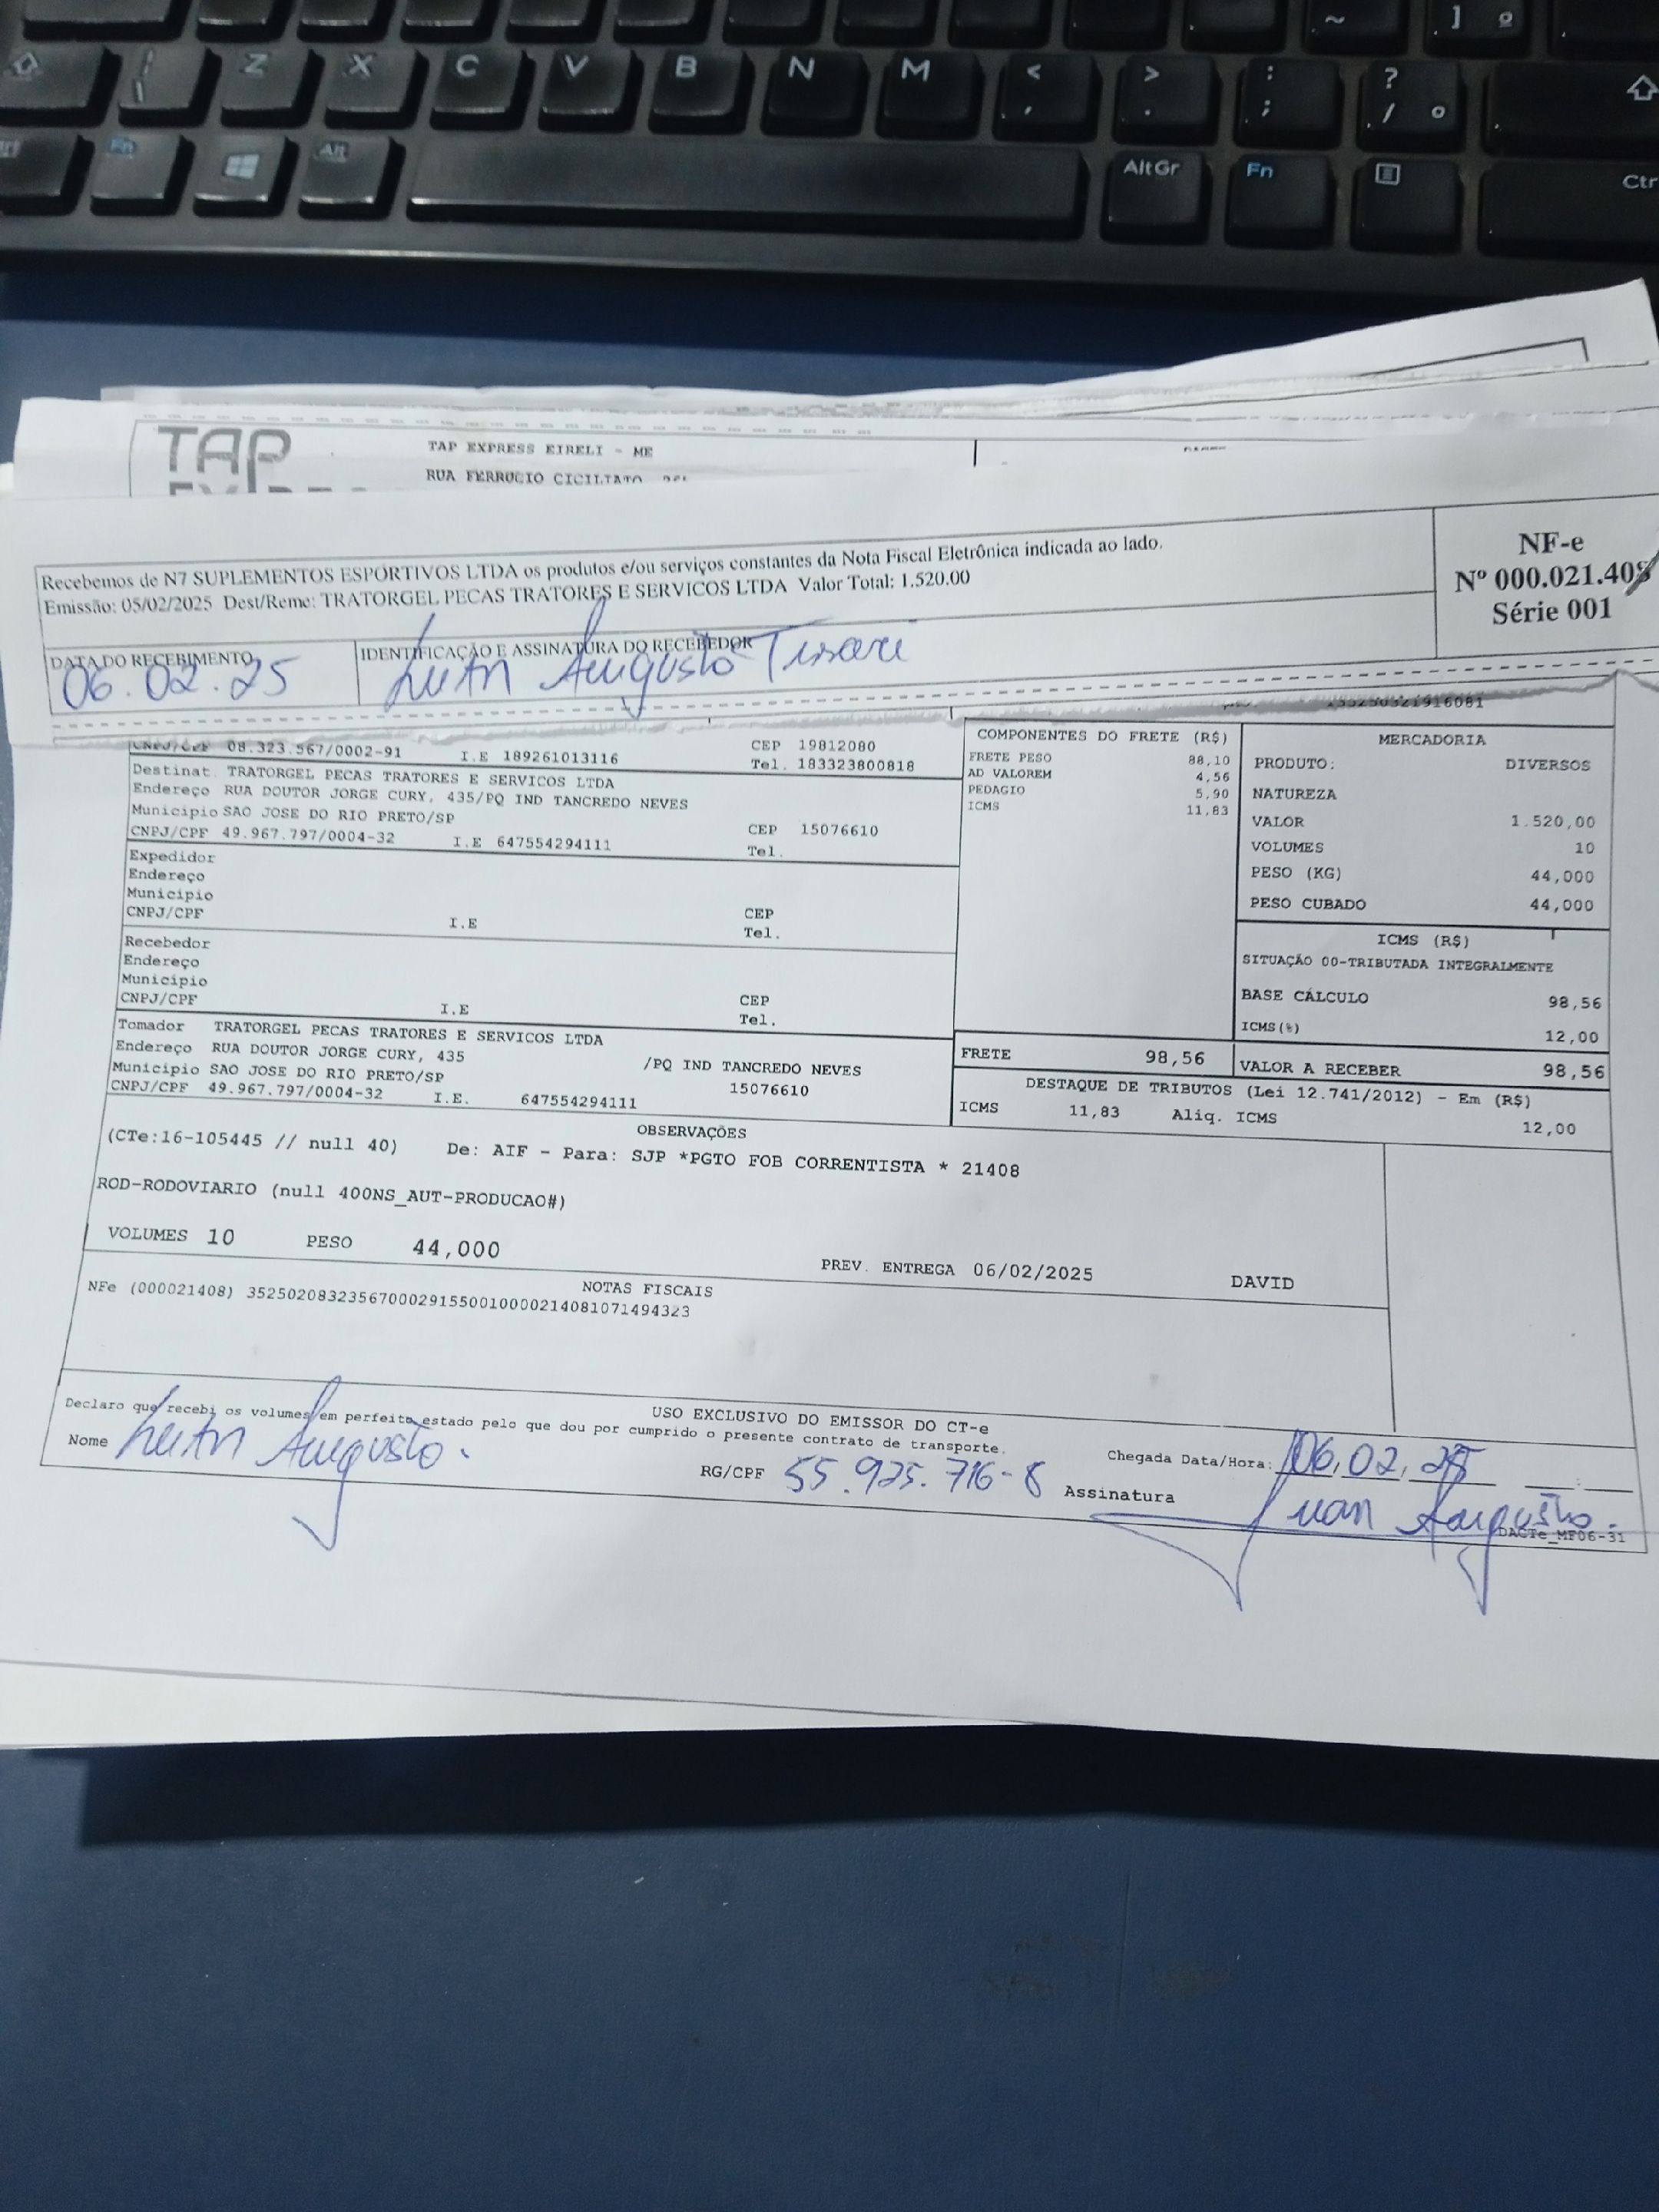 ~ ] º
Z X C V B N M < , > . : ; ? / °
Fn Alt AltGr Fn Ctr
TAP
TAP EXPRESS EIRELI - ME
RUA FERRUCIO CICILIATO
Recebemos de N7 SUPLEMENTOS ESPORTIVOS LTDA os produtos e/ou serviços constantes da Nota Fiscal Eletrônica indicada ao lado.
Emissão: 05/02/2025 Dest/Reme: TRATORGEL PECAS TRATORES E SERVICOS LTDA Valor Total: 1.520.00
NF-e
Nº 000.021.408
Série 001
DATA DO RECEBIMENTO
06.02.25
IDENTIFICAÇÃO E ASSINATURA DO RECEBEDOR
Augusto
CNPJ/CPF 08.323.567/0002-91 I.E 189261013116 CEP 19812080
Tel. 183323800818
Destinat. TRATORGEL PECAS TRATORES E SERVICOS LTDA
Endereço RUA DOUTOR JORGE CURY, 435/PQ IND TANCREDO NEVES
Municipio SAO JOSE DO RIO PRETO/SP
CNPJ/CPF 49.967.797/0004-32 I.E 647554294111 CEP 15076610
Tel.
Expedidor
Endereço
Municipio
CNPJ/CPF I.E CEP
Tel.
Recebedor
Endereço
Municipio
CNPJ/CPF I.E CEP
Tel.
Tomador TRATORGEL PECAS TRATORES E SERVICOS LTDA
Endereço RUA DOUTOR JORGE CURY, 435 /PQ IND TANCREDO NEVES
Municipio SAO JOSE DO RIO PRETO/SP 15076610
CNPJ/CPF 49.967.797/0004-32 I.E. 647554294111
COMPONENTES DO FRETE (R$)
FRETE PESO 88,10
AD VALOREM 4,56
PEDAGIO 5,90
ICMS 11,83
MERCADORIA
PRODUTO: DIVERSOS
NATUREZA
VALOR 1.520,00
VOLUMES 10
PESO (KG) 44,000
PESO CUBADO 44,000
ICMS (R$)
SITUAÇÃO 00-TRIBUTADA INTEGRALMENTE
BASE CÁLCULO 98,56
ICMS(%) 12,00
FRETE 98,56 VALOR A RECEBER 98,56
DESTAQUE DE TRIBUTOS (Lei 12.741/2012) - Em (R$)
ICMS 11,83 Aliq. ICMS 12,00
OBSERVAÇÕES
(CTe:16-105445 // null 40) De: AIF - Para: SJP *PGTO FOB CORRENTISTA * 21408
ROD-RODOVIARIO (null 400NS_AUT-PRODUCAO#)
VOLUMES 10 PESO 44,000 PREV. ENTREGA 06/02/2025 DAVID
NOTAS FISCAIS
NFe (000021408) 35250208323567000291550010000214081071494323
USO EXCLUSIVO DO EMISSOR DO CT-e
Declaro que recebi os volumes em perfeito estado pelo que dou por cumprido o presente contrato de transporte.
Nome Augusto. RG/CPF 55.925.716-8 Chegada Data/Hora: 06,02,25 :
Assinatura Luan Augusto.
DACTe_MF06-31